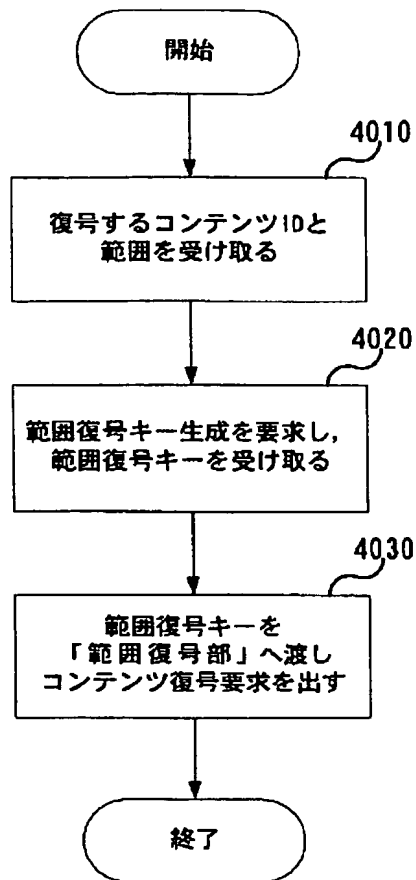 開始
4010
復号するコンテンツIDと
範囲を受け取る
4020
範囲復号キー生成を要求し,
範囲復号キーを受け取る
4030
範囲復号キーを
「範囲復号部」へ渡し
コンテンツ復号要求を出す
終了